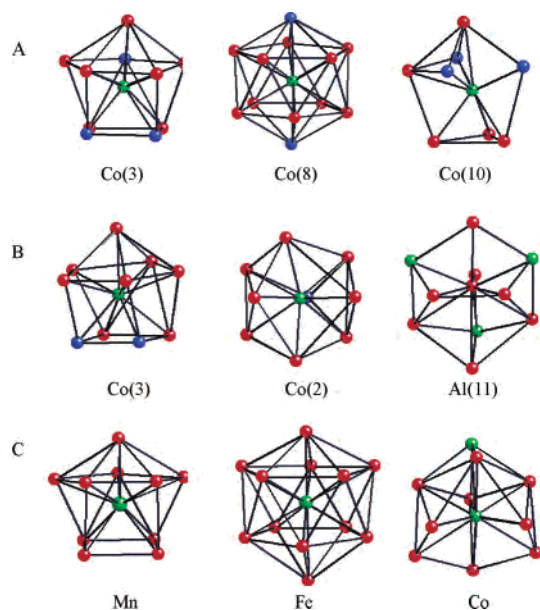 A
Co(3) Co(8) Co(10)
B
Co(3) Co(2) Al(11)
C
Mn Fe Co